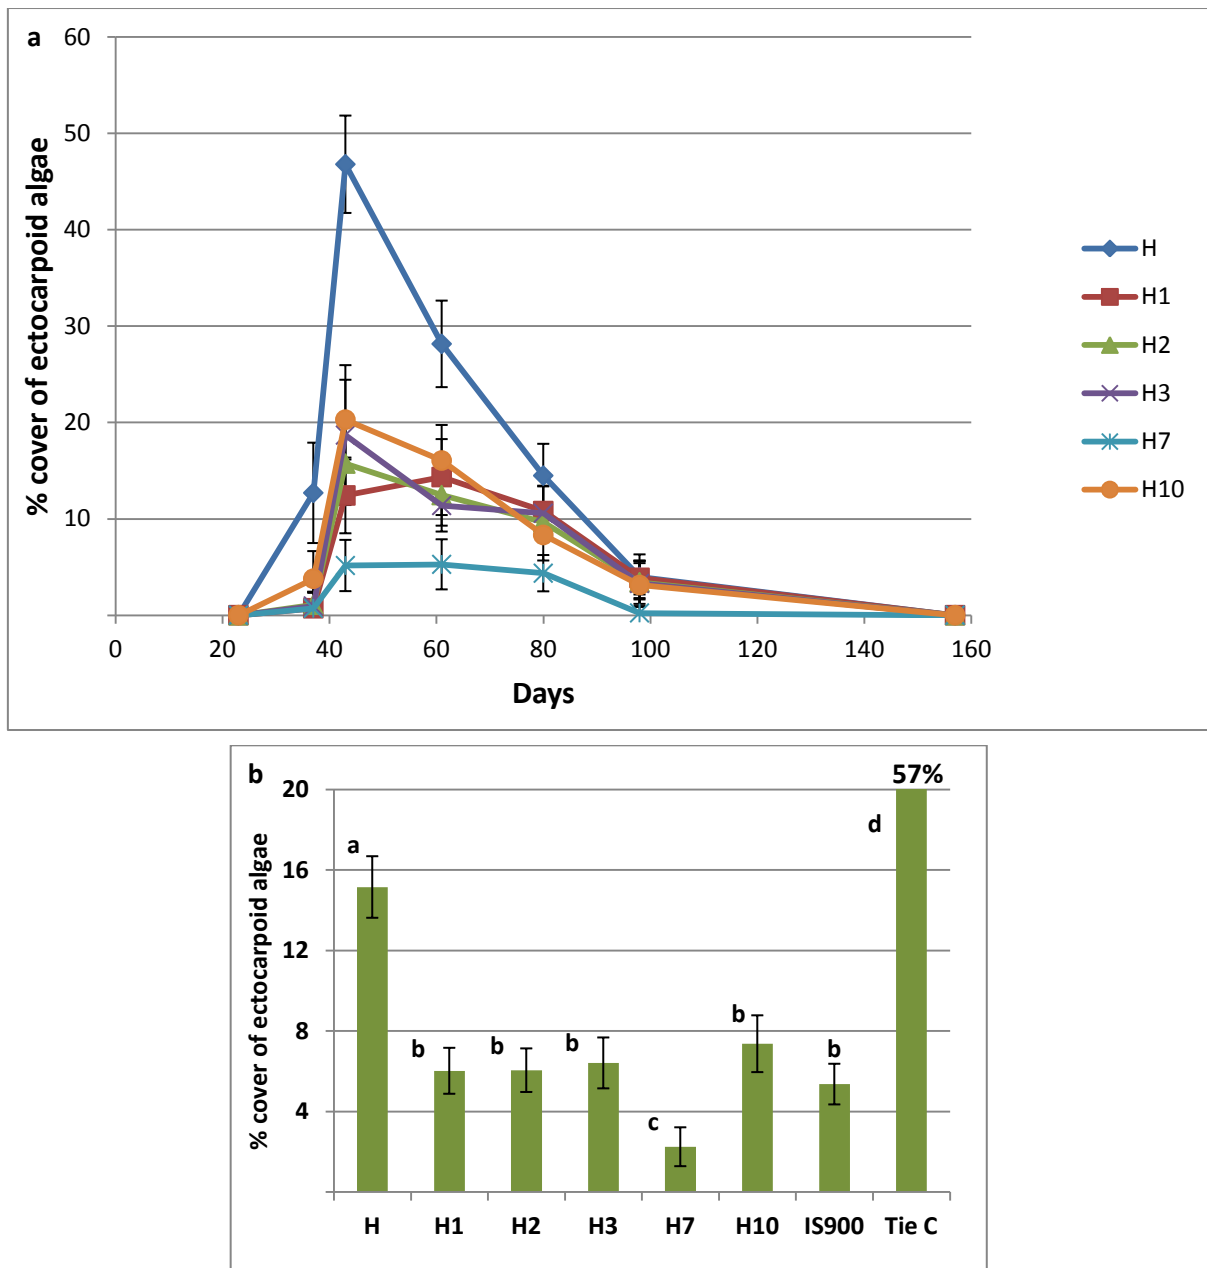 a
60
50
40
30
20
10
% cover of ectocarpoid algae
0 20 40 60 80 100 120 140 160
Days
H
H1
H2
H3
H7
H10
b
57%
20
16
12
8
4
% cover of ectocarpoid algae
a
b
b
b
c
b
b
d
H H1 H2 H3 H7 H10 IS900 Tie C